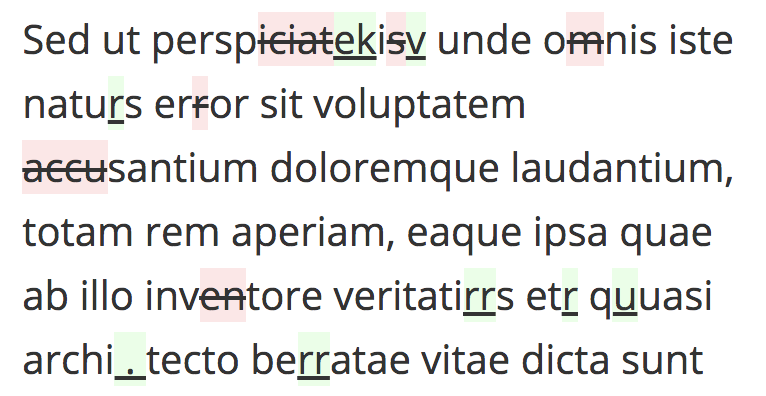 Sed ut perspiciatekisv unde omnis iste
naturs error sit voluptatem
accusantium doloremque laudantium,
totam rem aperiam, eaque ipsa quae
ab illo inventore veritatirrs etr quuasi
archi . tecto berratae vitae dicta sunt